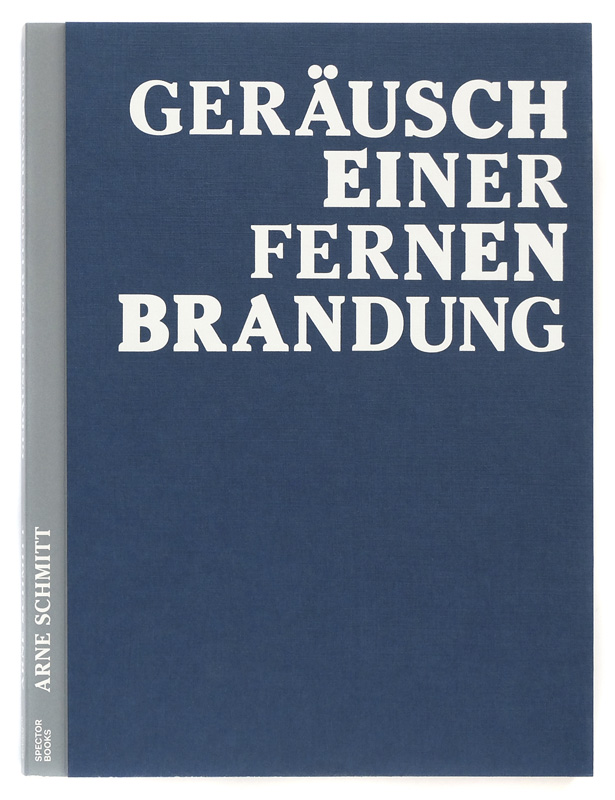 GERÄUSCH
EINER
FERNEN
BRANDUNG
ARNE SCHMITT
SPECTOR
BOOKS